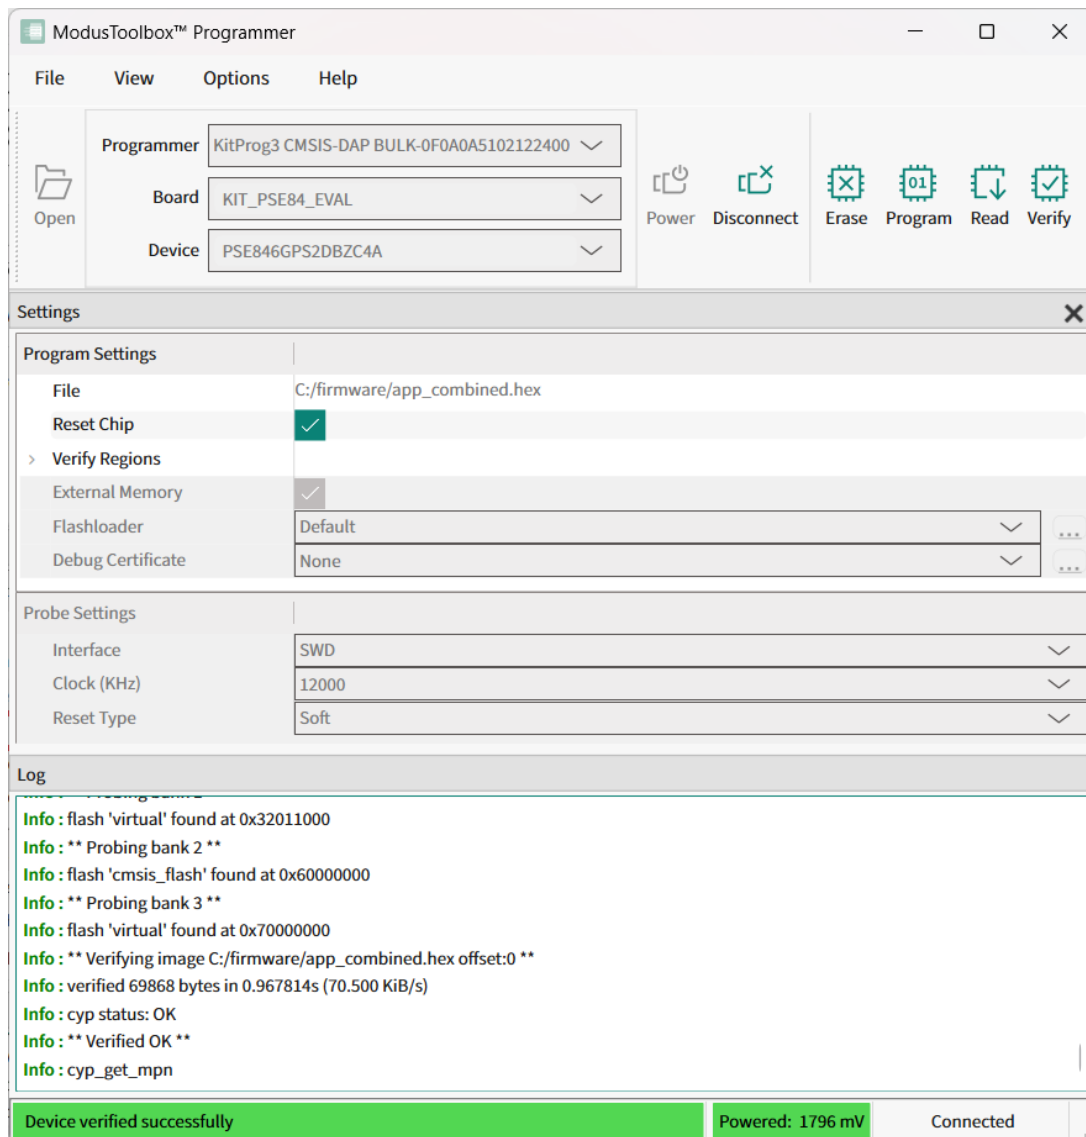 ModusToolbox™ Programmer
File View Options Help
Open
Programmer KitProg3 CMSIS-DAP BULK-0F0A0A5102122400
Board KIT_PSE84_EVAL
Device PSE846GPS2DBZC4A
Power Disconnect Erase Program Read Verify
01
Settings
Program Settings
File C:/firmware/app_combined.hex
Reset Chip
Verify Regions
External Memory
Flashloader Default ...
Debug Certificate None ...
Probe Settings
Interface SWD
Clock (KHz) 12000
Reset Type Soft
Log
Info : flash 'virtual' found at 0x32011000
Info : ** Probing bank 2 **
Info : flash 'cmsis_flash' found at 0x60000000
Info : ** Probing bank 3 **
Info : flash 'virtual' found at 0x70000000
Info : ** Verifying image C:/firmware/app_combined.hex offset:0 **
Info : verified 69868 bytes in 0.967814s (70.500 KiB/s)
Info : cyp status: OK
Info : ** Verified OK **
Info : cyp_get_mpn
Device verified successfully Powered: 1796 mV Connected